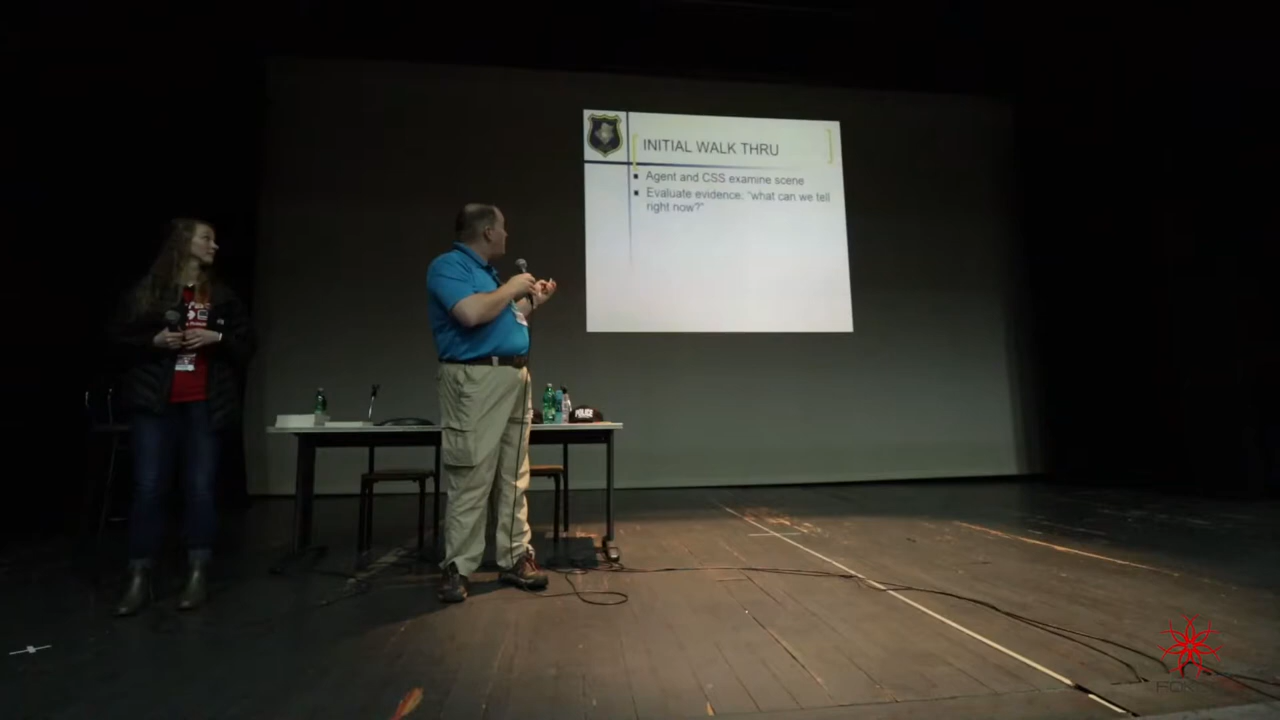 INITIAL WALK THRU
▪ Agent and CSS examine scene
▪ Evaluate evidence: "what can we tell
right now?"
POLICE